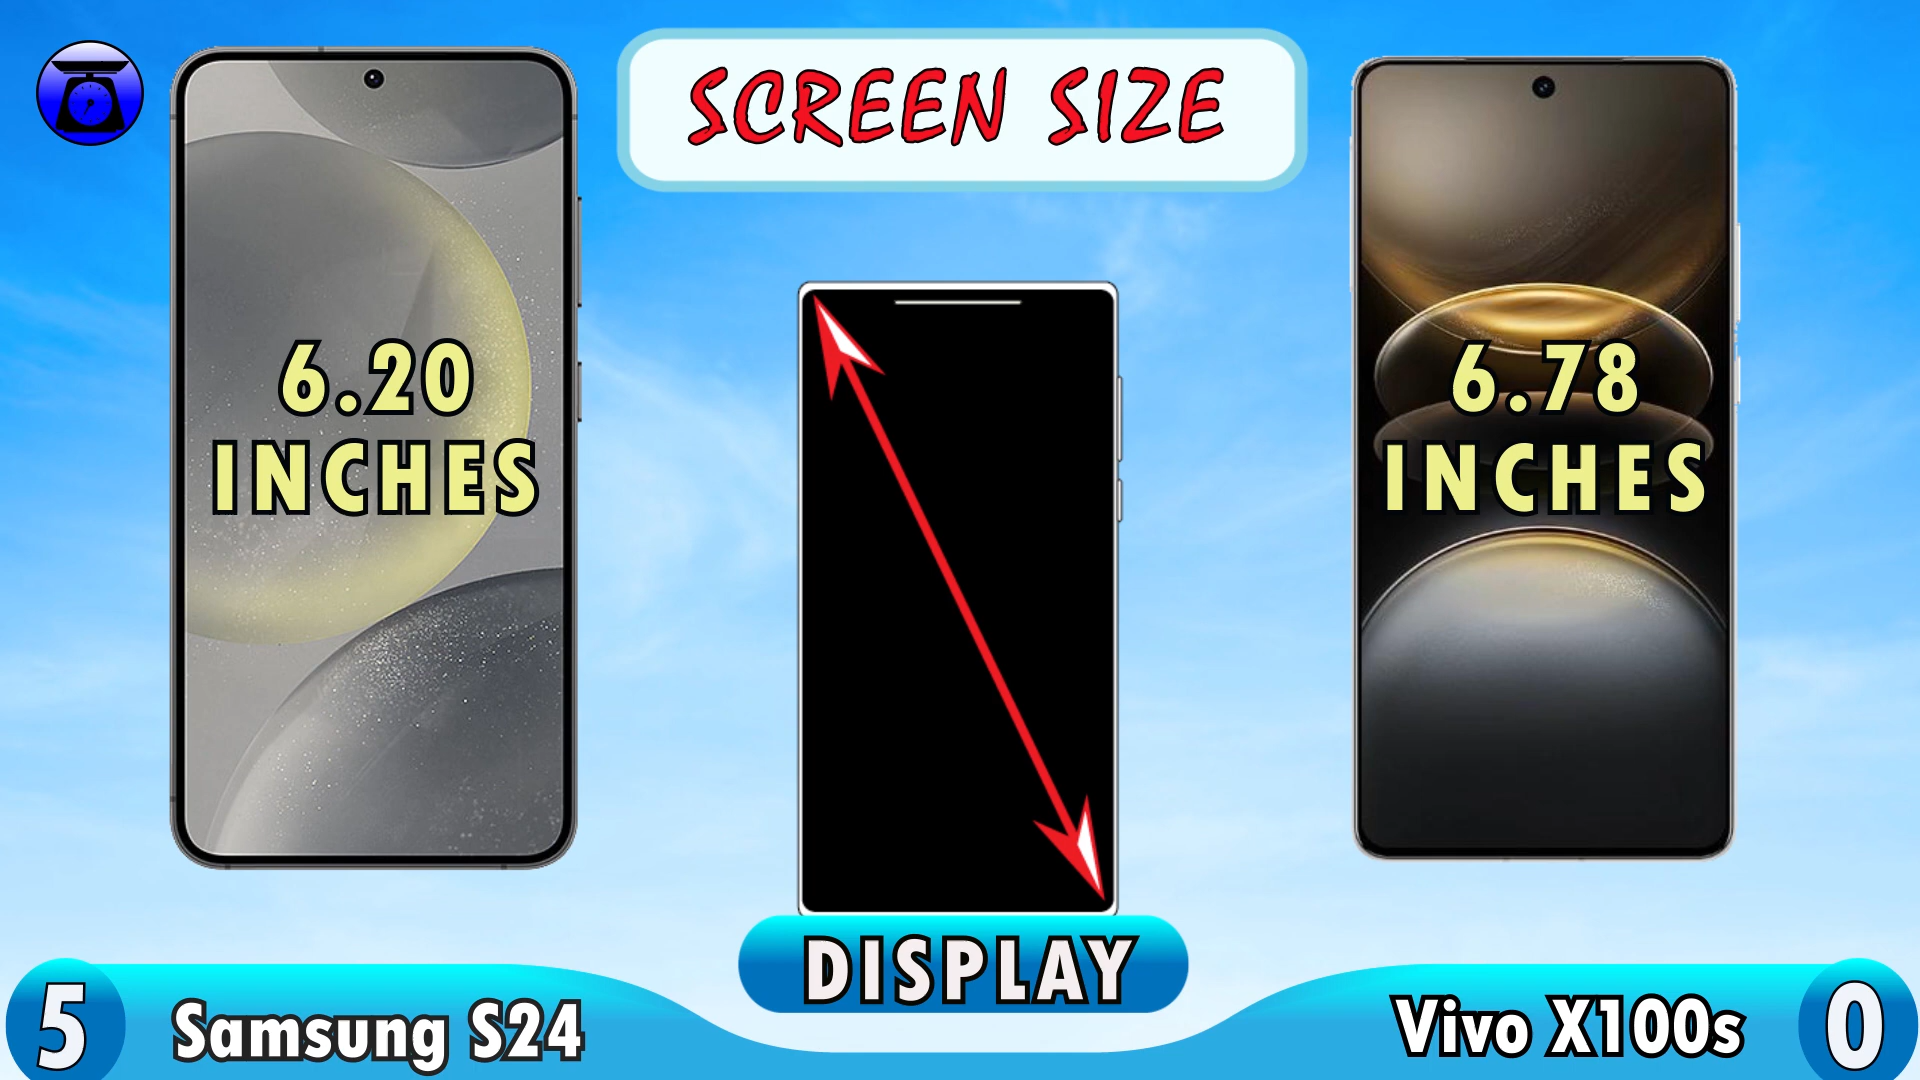 SCREEN SIZE
6.20
INCHES
6.78
INCHES
DISPLAY
5
Samsung S24
Vivo X100s
0